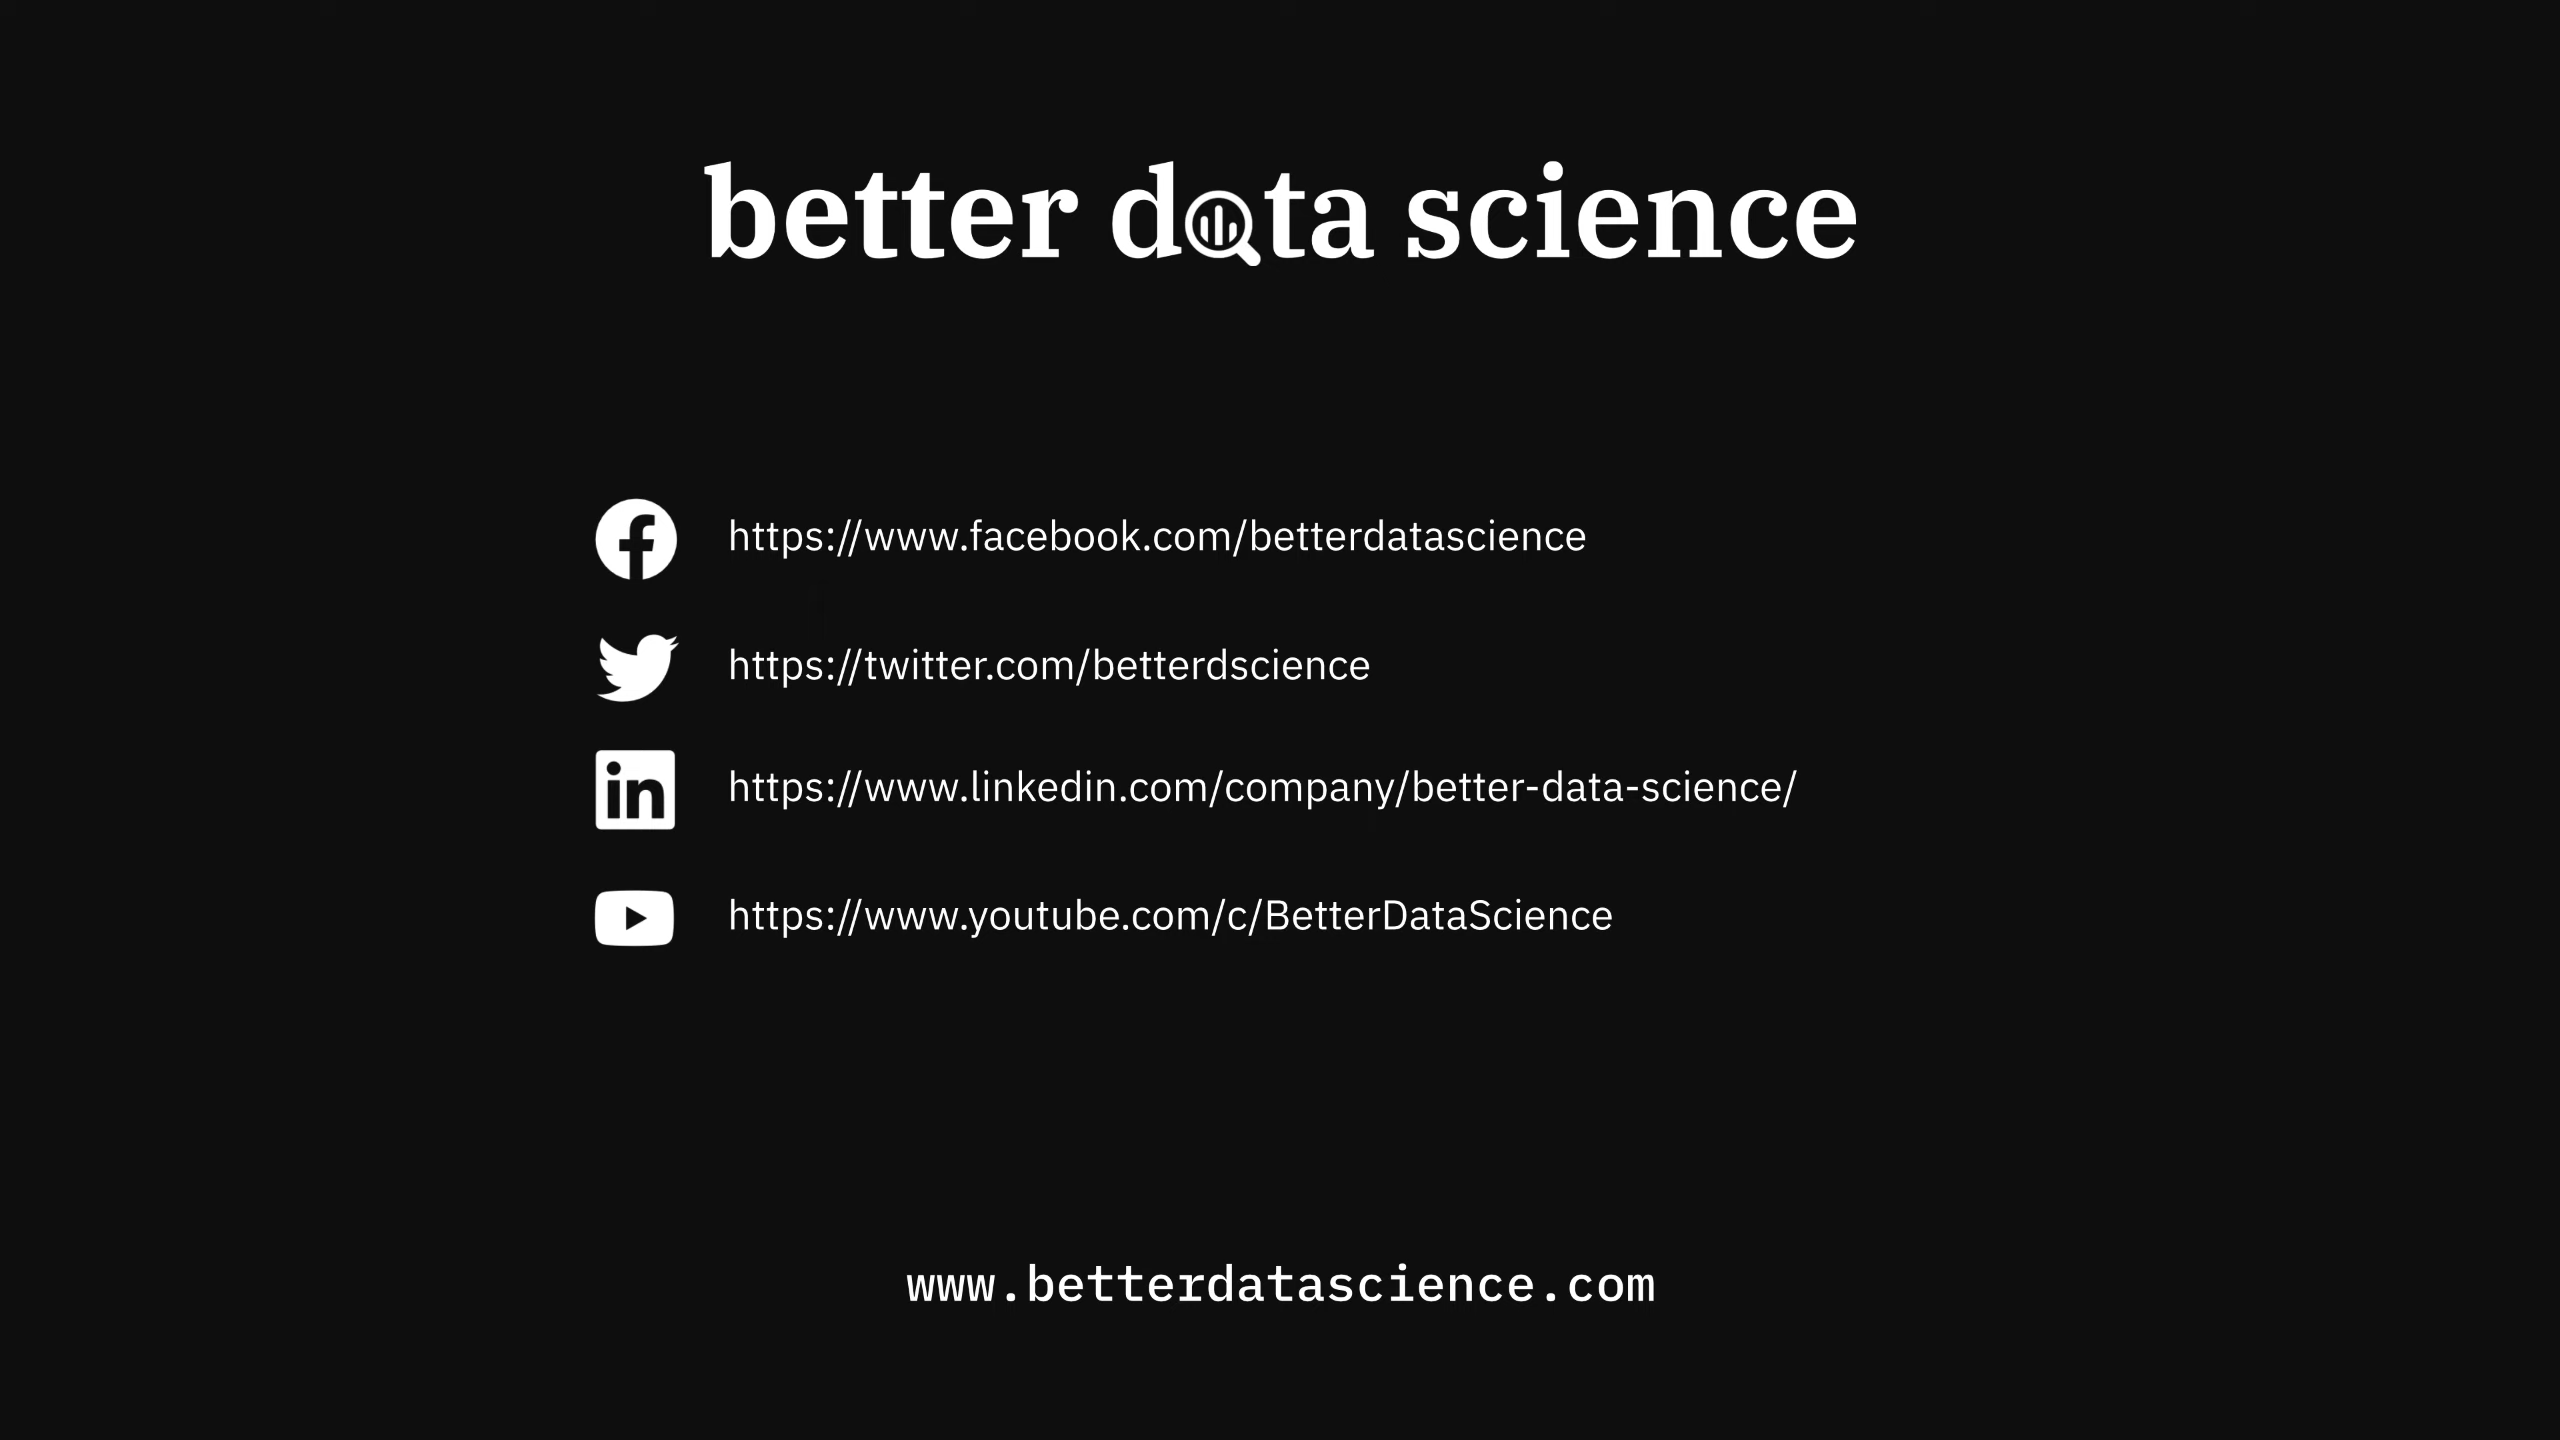 better data science
https://www.facebook.com/betterdatascience
https://twitter.com/betterdscience
https://www.linkedin.com/company/better-data-science/
https://www.youtube.com/c/BetterDataScience
www.betterdatascience.com